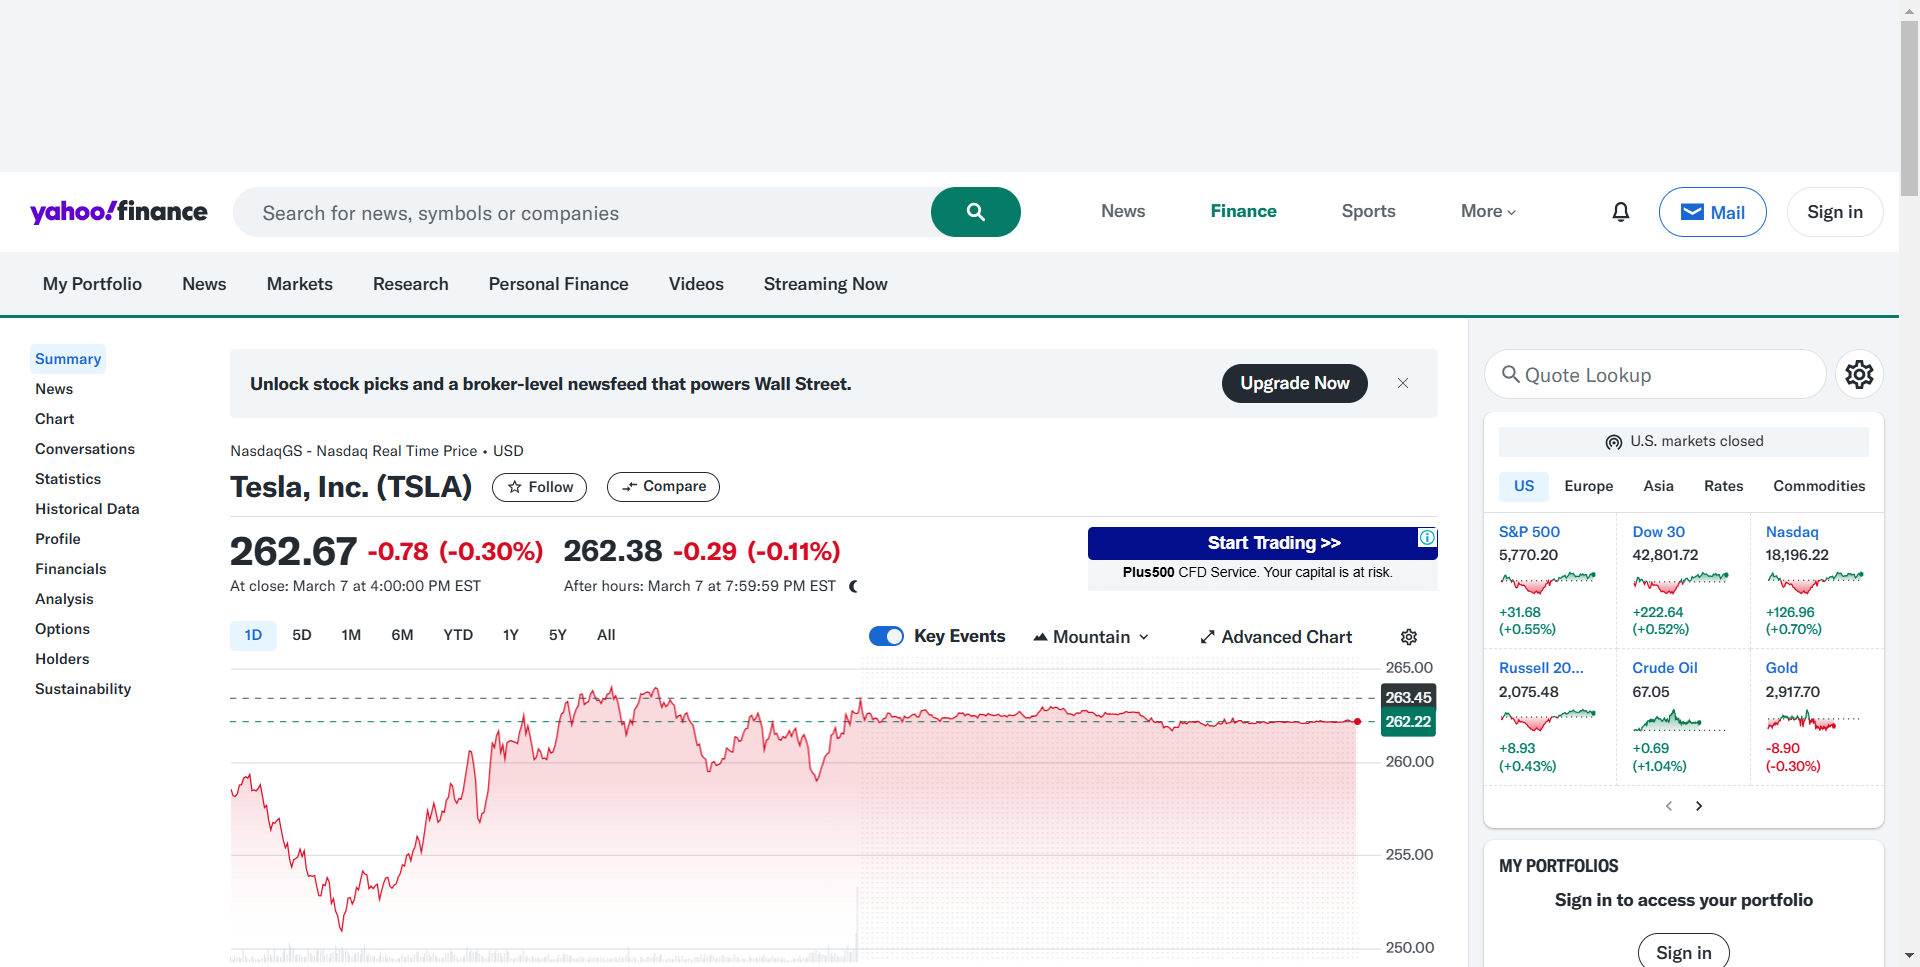 yahoo!finance
Search for news, symbols or companies
News
Finance
Sports
More
Mail
Sign in
My Portfolio
News
Markets
Research
Personal Finance
Videos
Streaming Now
Summary
News
Chart
Conversations
Statistics
Historical Data
Profile
Financials
Analysis
Options
Holders
Sustainability
Unlock stock picks and a broker-level newsfeed that powers Wall Street.
Upgrade Now
NasdaqGS - Nasdaq Real Time Price • USD
Tesla, Inc. (TSLA)
Follow
Compare
262.67 -0.78 (-0.30%)
At close: March 7 at 4:00:00 PM EST
262.38 -0.29 (-0.11%)
After hours: March 7 at 7:59:59 PM EST
Start Trading >>
Plus500 CFD Service. Your capital is at risk.
1D
5D
1M
6M
YTD
1Y
5Y
All
Key Events
Mountain
Advanced Chart
265.00
263.45
262.22
260.00
255.00
250.00
Quote Lookup
U.S. markets closed
US
Europe
Asia
Rates
Commodities
S&P 500
5,770.20
+31.68
(+0.55%)
Dow 30
42,801.72
+222.64
(+0.52%)
Nasdaq
18,196.22
+126.96
(+0.70%)
Russell 20...
2,075.48
+8.93
(+0.43%)
Crude Oil
67.05
+0.69
(+1.04%)
Gold
2,917.70
-8.90
(-0.30%)
MY PORTFOLIOS
Sign in to access your portfolio
Sign in